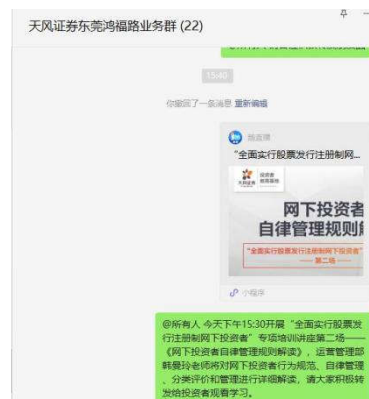 天风证券东莞鸿福路业务群 (22)
15:40
你撤回了一条消息 重新编辑
“全面实行股票发行注册制网...
天风证券
网下投资者
自律管理规则解
“全面实行股票发行注册制网下投资者”
第二场
小程序
@所有人 今天下午15:30开展“全面实行股票发
行注册制网下投资者”专项培训讲座第二场——
《网下投资者自律管理规则解读》，运营管理部
韩曼玲老师将对网下投资者行为规范、自律管理
、分类评价和管理进行详细解读，请大家积极转
发给投资者观看学习。